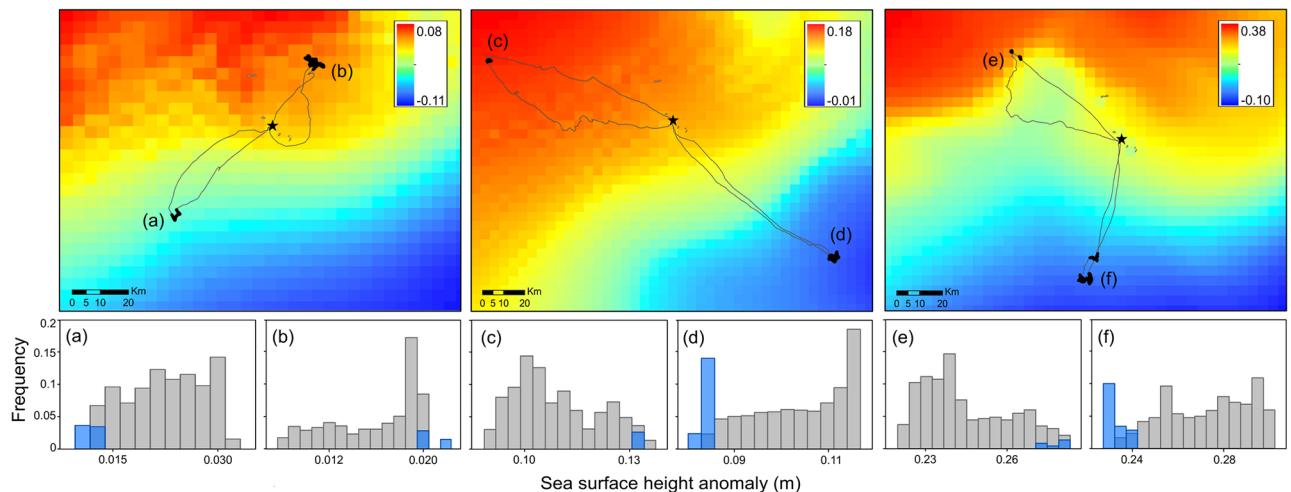 0.08
-0.11
(b)
(a)
Km
0 5 10 20
(c)
0.18
-0.01
(d)
Km
0 5 10 20
(e)
0.38
-0.10
(f)
Km
0 5 10 20
Frequency
0.2
0.15
0.1
0.05
0
(a)
0.015 0.030
(b)
0.012 0.020
(c)
0.10 0.13
(d)
0.09 0.11
(e)
0.23 0.26
(f)
0.24 0.28
Sea surface height anomaly (m)